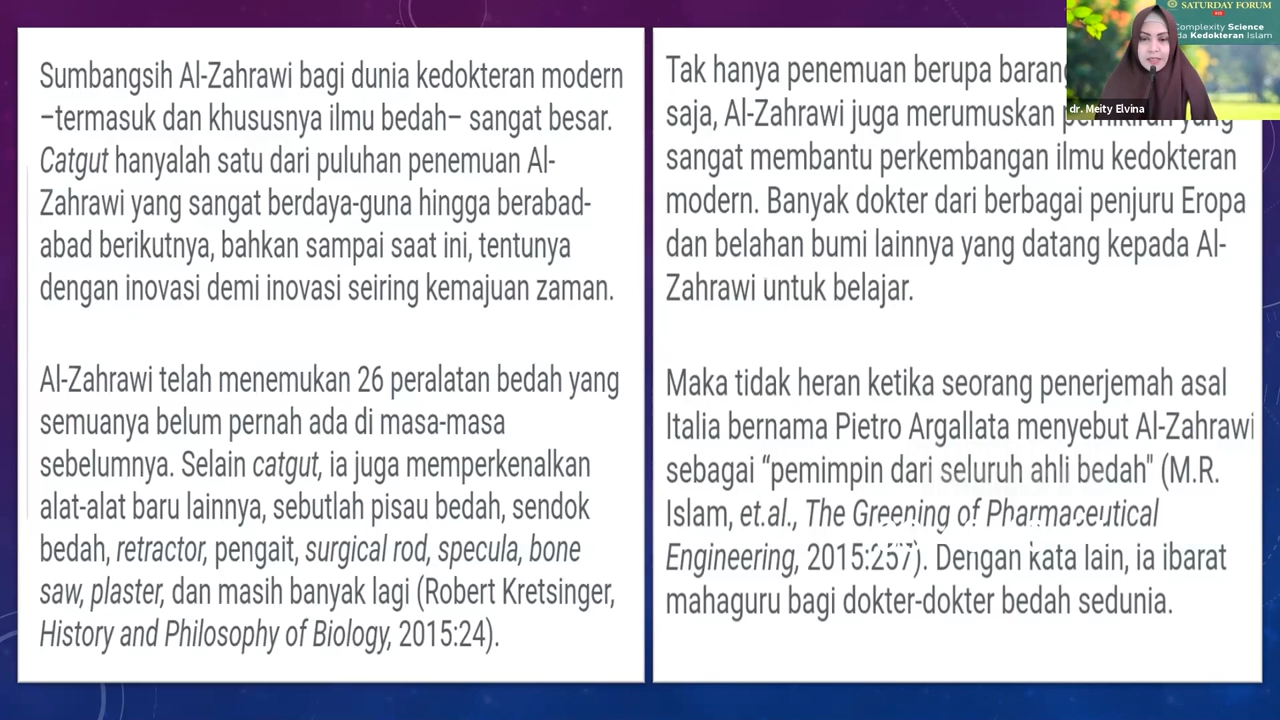 Sumbangsih Al-Zahrawi bagi dunia kedokteran modern
–termasuk dan khususnya ilmu bedah– sangat besar.
Catgut hanyalah satu dari puluhan penemuan Al-
Zahrawi yang sangat berdaya-guna hingga berabad-
abad berikutnya, bahkan sampai saat ini, tentunya
dengan inovasi demi inovasi seiring kemajuan zaman.
Al-Zahrawi telah menemukan 26 peralatan bedah yang
semuanya belum pernah ada di masa-masa
sebelumnya. Selain catgut, ia juga memperkenalkan
alat-alat baru lainnya, sebutlah pisau bedah, sendok
bedah, retractor, pengait, surgical rod, specula, bone
saw, plaster, dan masih banyak lagi (Robert Kretsinger,
History and Philosophy of Biology, 2015:24).
Tak hanya penemuan berupa barang
saja, Al-Zahrawi juga merumuskan pemikiran yang
sangat membantu perkembangan ilmu kedokteran
modern. Banyak dokter dari berbagai penjuru Eropa
dan belahan bumi lainnya yang datang kepada Al-
Zahrawi untuk belajar.
Maka tidak heran ketika seorang penerjemah asal
Italia bernama Pietro Argallata menyebut Al-Zahrawi
sebagai “pemimpin dari seluruh ahli bedah" (M.R.
Islam, et.al., The Greening of Pharmaceutical
Engineering, 2015:257). Dengan kata lain, ia ibarat
mahaguru bagi dokter-dokter bedah sedunia.
SATURDAY FORUM
Complexity Science
Kedokteran Islam
dr. Meity Elvina